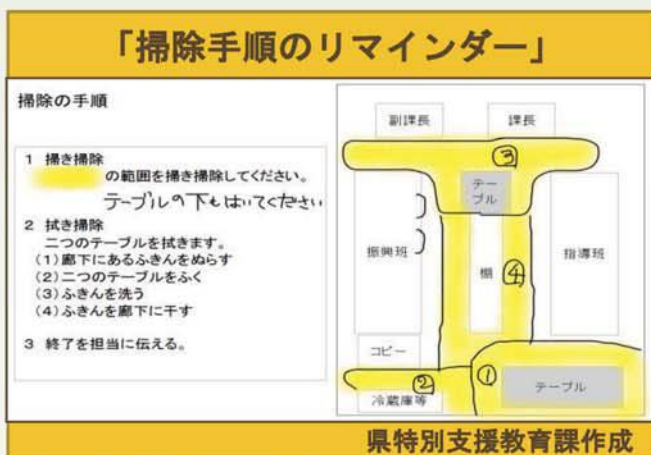 「掃除手順のリマインダー」
掃除の手順
1 掃き掃除
の範囲を掃き掃除してください。
テーブルの下もはいてください
2 拭き掃除
二つのテーブルを拭きます。
(1)廊下にあるふきんをぬらす
(2)二つのテーブルをふく
(3)ふきんを洗う
(4)ふきんを廊下に干す
3 終了を担当に伝える。
副課長
課長
③
テー
ブル
振興班
棚
④
指導班
コピー
②
冷蔵庫等
①
テーブル
県特別支援教育課作成